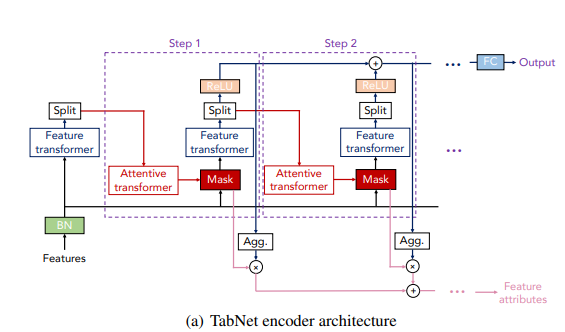 Step 1
Step 2
... FC Output
ReLU
+
ReLU
Split
Split
Split
Feature
transformer
Feature
transformer
Feature
transformer
...
Attentive
transformer
Mask
Attentive
transformer
Mask
BN
Features
Agg.
Agg.
×
×
+
... Feature
attributes
(a) TabNet encoder architecture